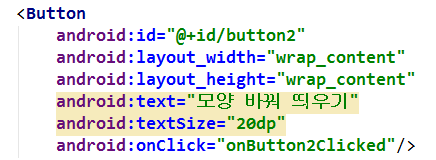 <Button
android:id="@+id/button2"
android:layout_width="wrap_content"
android:layout_height="wrap_content"
android:text="모양 바꿔 띄우기"
android:textSize="20dp"
android:onClick="onButton2Clicked"/>